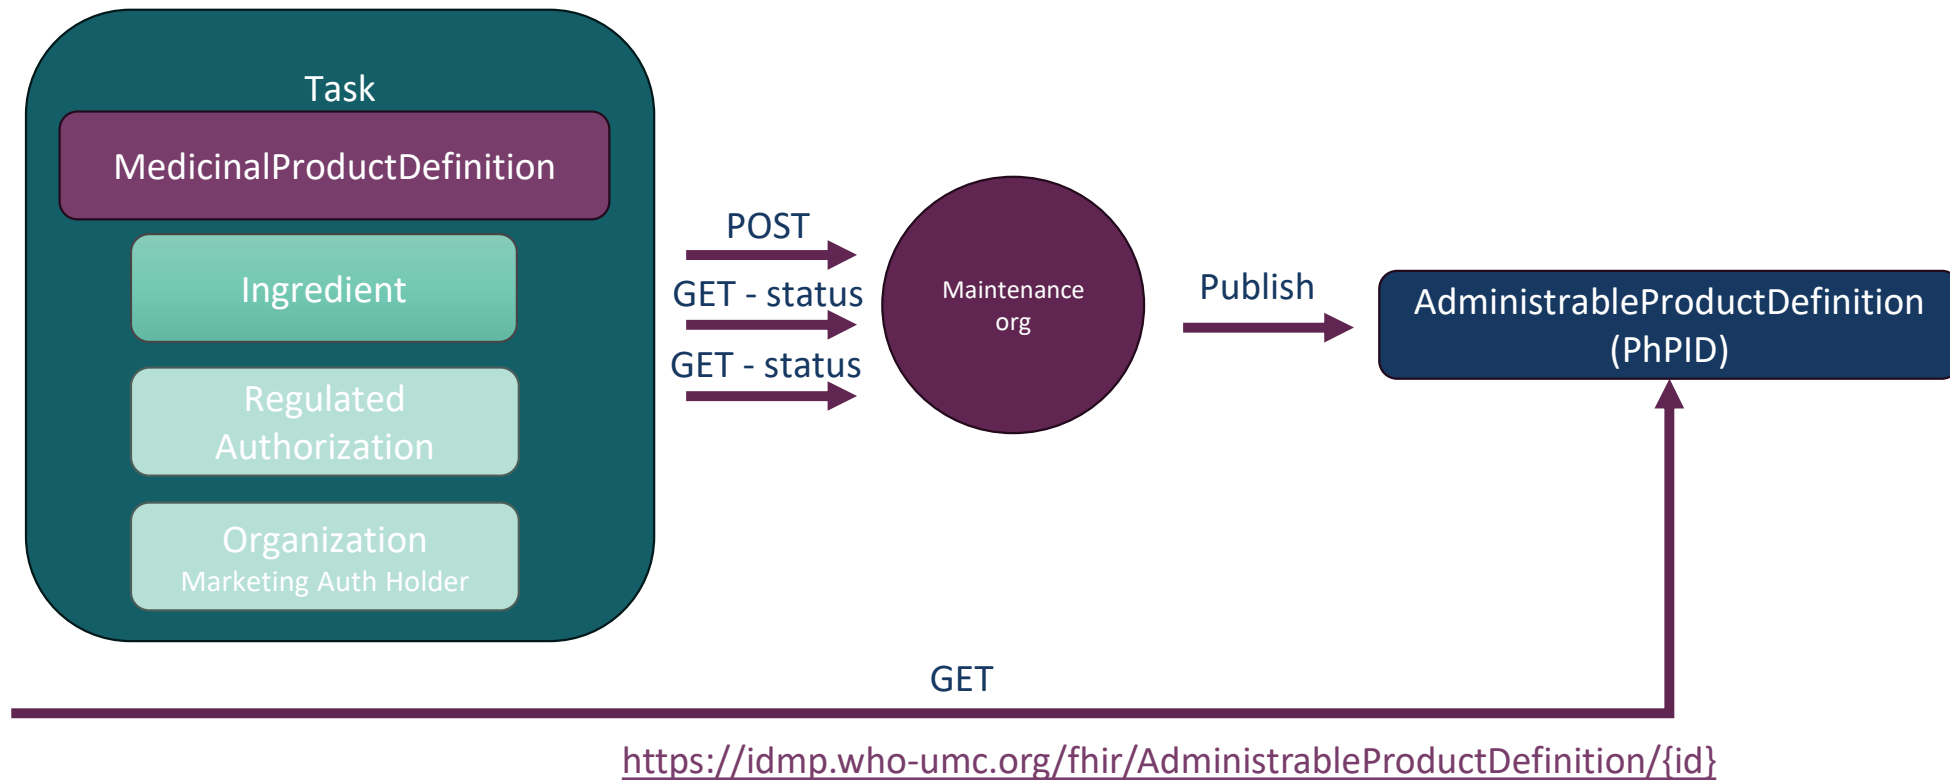 Task
MedicinalProductDefinition
Ingredient
Regulated
Authorization
Organization
Marketing Auth Holder
POST
GET - status
GET - status
Maintenance
org
Publish
AdministrableProductDefinition
(PhPID)
GET
https://idmp.who-umc.org/fhir/AdministrableProductDefinition/{id}